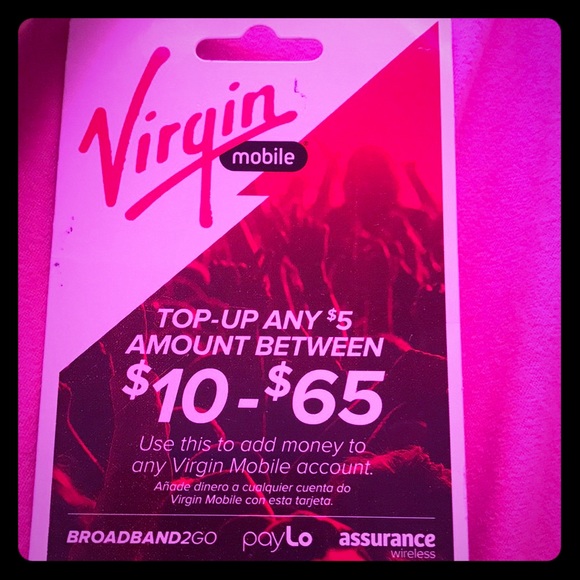 Virgin
mobile
TOP-UP ANY $5
AMOUNT BETWEEN
$10-$65
Use this to add money to
any Virgin Mobile account.
Añade dinero a cualquier cuenta do
Virgin Mobile con esta tarjeta.
BROADBAND2GO payLo assurance
wireless